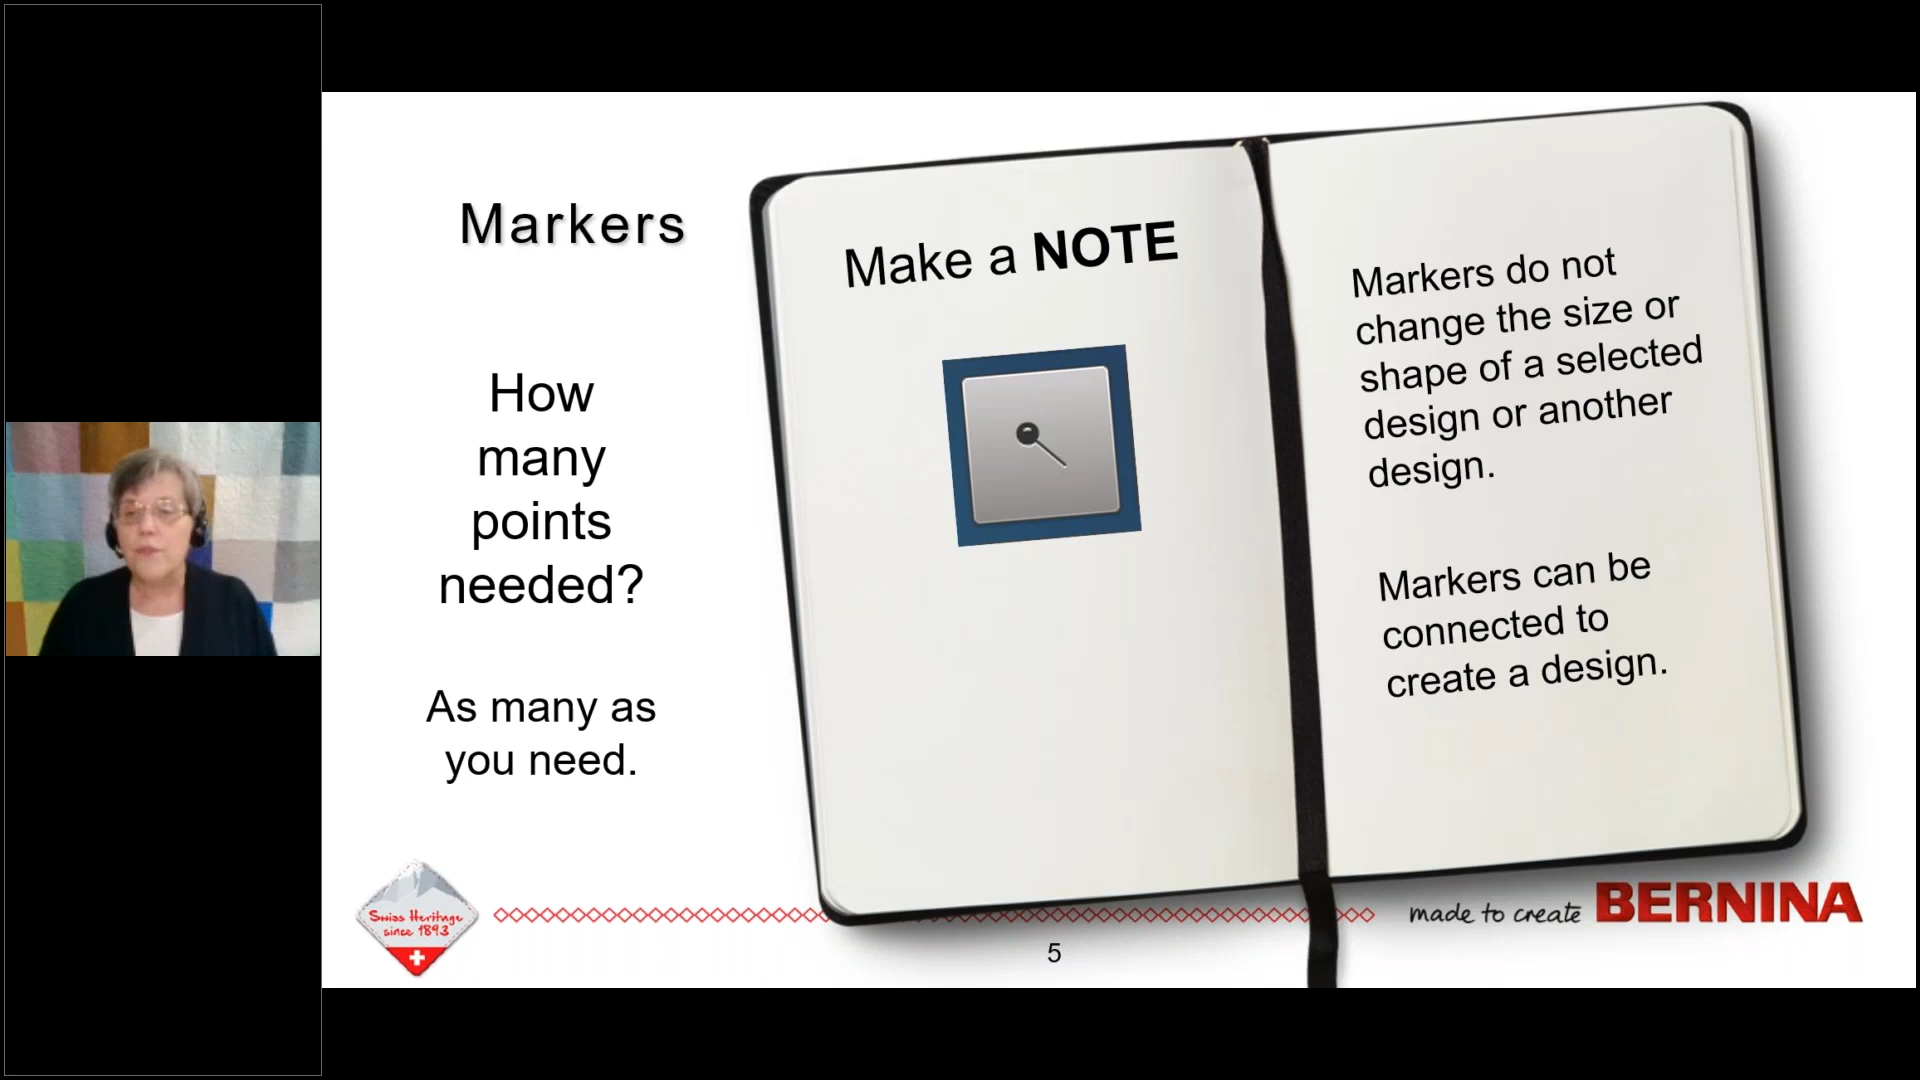 Markers
How
many
points
needed?
As many as
you need.
Make a NOTE
Markers do not
change the size or
shape of a selected
design or another
design.
Markers can be
connected to
create a design.
Swiss Heritage
since 1893
made to create BERNINA
5